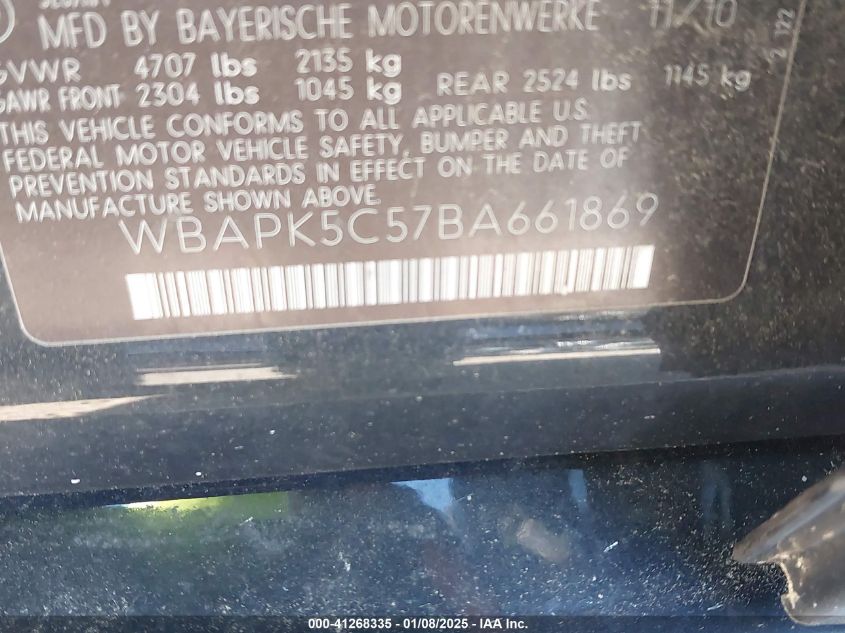 MFD BY BAYERISCHE MOTORENWERKE 11/10
GVWR 4707 lbs 2135 kg
GAWR FRONT 2304 lbs 1045 kg REAR 2524 lbs 1145 kg
THIS VEHICLE CONFORMS TO ALL APPLICABLE U.S.
FEDERAL MOTOR VEHICLE SAFETY, BUMPER AND THEFT
PREVENTION STANDARDS IN EFFECT ON THE DATE OF
MANUFACTURE SHOWN ABOVE.
WBAPK5C57BA661869
000-41268335 - 01/08/2025 - IAA Inc.